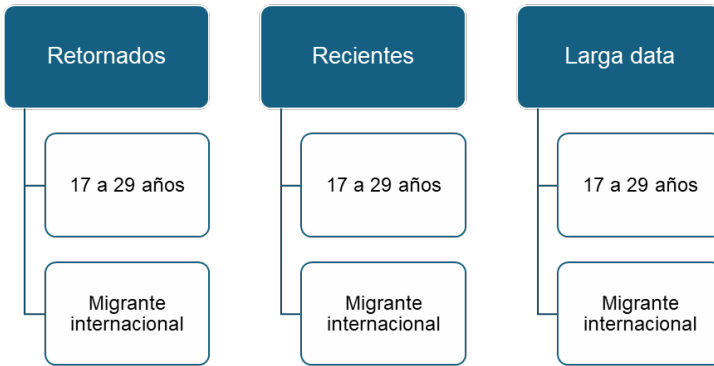 Retornados
17 a 29 años
Migrante
internacional
Recientes
17 a 29 años
Migrante
internacional
Larga data
17 a 29 años
Migrante
internacional